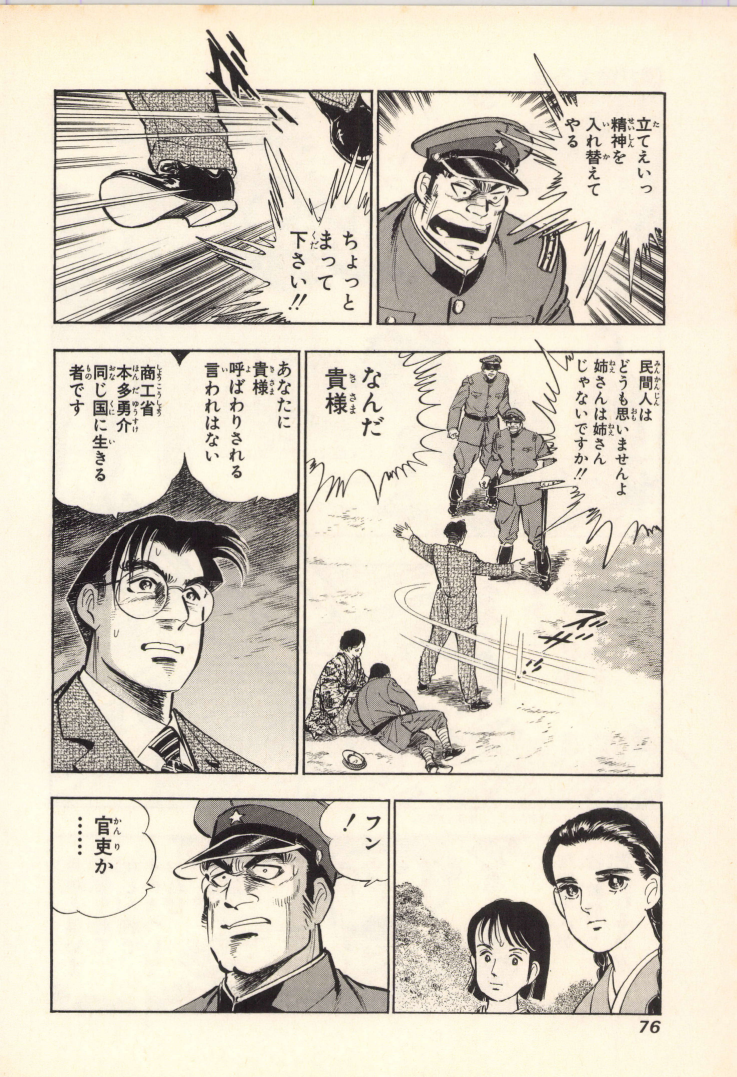 立てえいっ
精神を
入れ替えて
やる
ちょっと
まって
下さい!!
民間人は
どうも思いませんよ
姉さんは姉さん
じゃないですか!!
なんだ
貴様
ズザ
あなたに
貴様
呼ばわりされる
言われはない
商工省
本多勇介
同じ国に生きる
者です
フン
!
官吏か
……
76